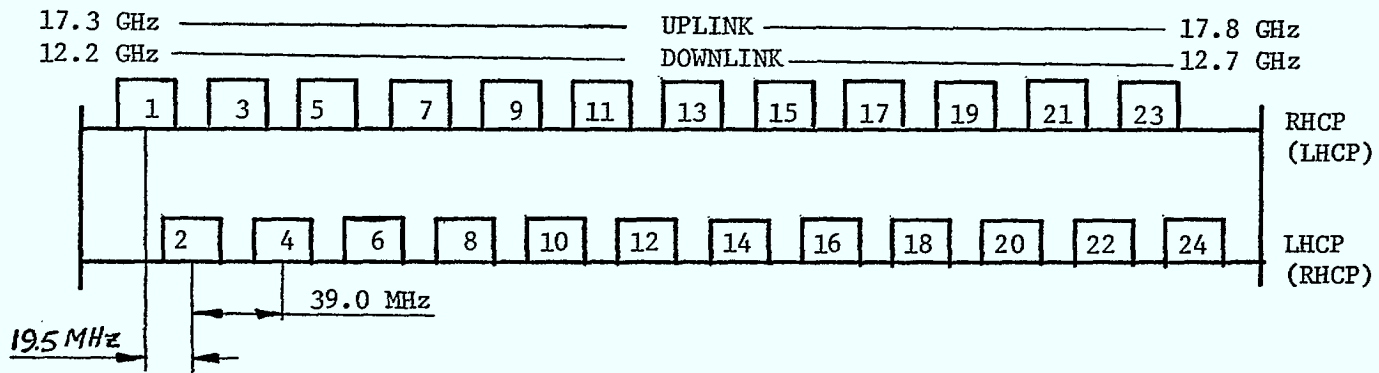 17.3 GHz UPLINK 17.8 GHz
12.2 GHz DOWNLINK 12.7 GHz
1 3 5 7 9 11 13 15 17 19 21 23
RHCP
(LHCP)
2 4 6 8 10 12 14 16 18 20 22 24
LHCP
(RHCP)
39.0 MHz
19.5 MHz